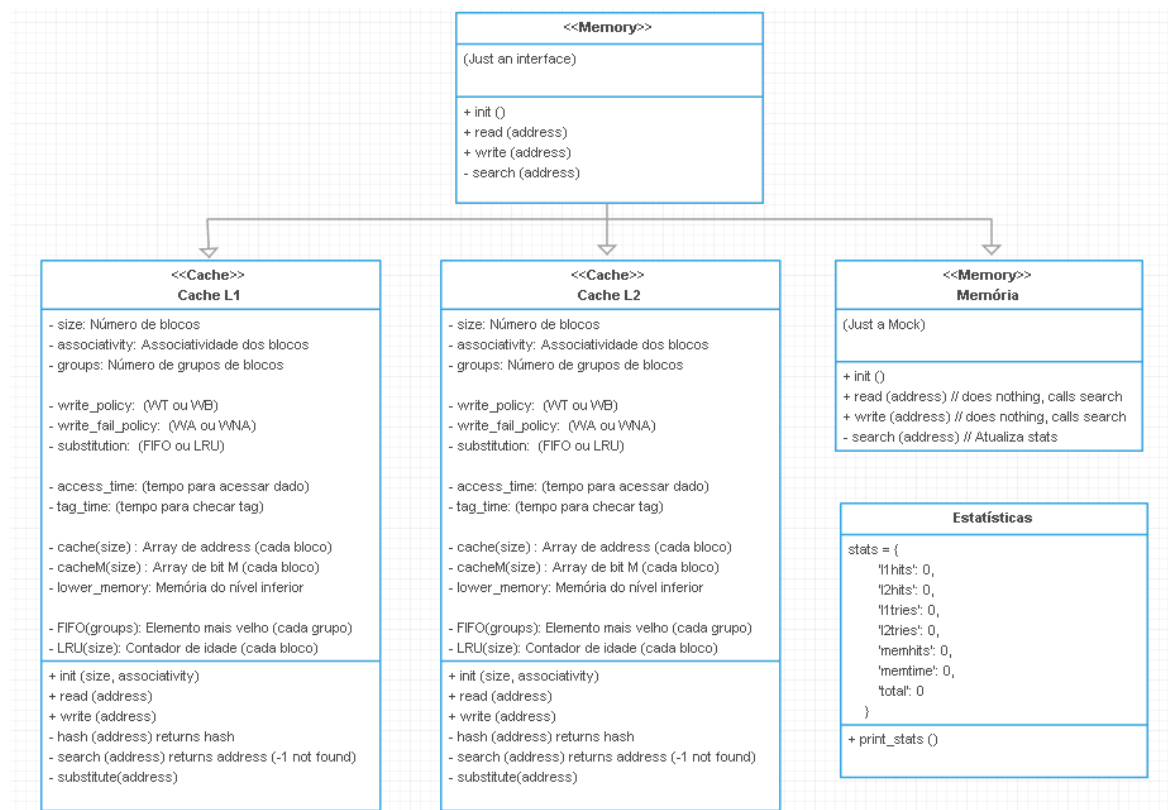 <<Memory>>
(Just an interface)
+ init ()
+ read (address)
+ write (address)
- search (address)
<<Cache>>
Cache L1
- size: Número de blocos
- associativity: Associatividade dos blocos
- groups: Número de grupos de blocos
- write_policy: (WT ou WB)
- write_fail_policy: (WA ou WNA)
- substitution: (FIFO ou LRU)
- access_time: (tempo para acessar dado)
- tag_time: (tempo para checar tag)
- cache(size) : Array de address (cada bloco)
- cacheM(size) : Array de bit M (cada bloco)
- lower_memory: Memória do nível inferior
- FIFO(groups): Elemento mais velho (cada grupo)
- LRU(size): Contador de idade (cada bloco)
+ init (size, associativity)
+ read (address)
+ write (address)
- hash (address) returns hash
- search (address) returns address (-1 not found)
- substitute(address)
<<Cache>>
Cache L2
- size: Número de blocos
- associativity: Associatividade dos blocos
- groups: Número de grupos de blocos
- write_policy: (WT ou WB)
- write_fail_policy: (WA ou WNA)
- substitution: (FIFO ou LRU)
- access_time: (tempo para acessar dado)
- tag_time: (tempo para checar tag)
- cache(size) : Array de address (cada bloco)
- cacheM(size) : Array de bit M (cada bloco)
- lower_memory: Memória do nível inferior
- FIFO(groups): Elemento mais velho (cada grupo)
- LRU(size): Contador de idade (cada bloco)
+ init (size, associativity)
+ read (address)
+ write (address)
- hash (address) returns hash
- search (address) returns address (-1 not found)
- substitute(address)
<<Memory>>
Memória
(Just a Mock)
+ init ()
+ read (address) // does nothing, calls search
+ write (address) // does nothing, calls search
- search (address) // Atualiza stats
Estatísticas
stats = {
'l1hits': 0,
'l2hits': 0,
'l1tries': 0,
'l2tries': 0,
'memhits': 0,
'memtime': 0,
'total': 0
}
+ print_stats ()